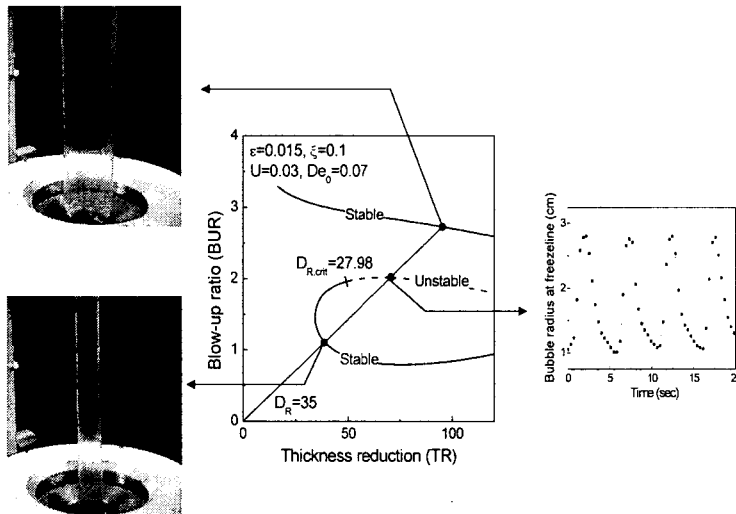 4
ε=0.015, ξ=0.1
U=0.03, De₀=0.07
3
Stable
D_R,crit=27.98
2
Unstable
1
Stable
D_R=35
0
0
50
100
Thickness reduction (TR)
Blow-up ratio (BUR)
Bubble radius at freezeline (cm)
3
2
1
0
5
10
15
20
Time (sec)